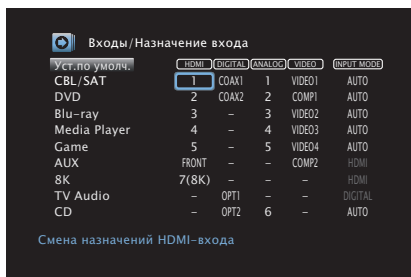 Входы/Назначение входа
Уст.по умолч. HDMI DIGITAL ANALOG VIDEO INPUT MODE
CBL/SAT 1 COAX1 1 VIDEO1 AUTO
DVD 2 COAX2 2 COMP1 AUTO
Blu-ray 3 – 3 VIDEO2 AUTO
Media Player 4 – 4 VIDEO3 AUTO
Game 5 – 5 VIDEO4 AUTO
AUX FRONT – – COMP2 HDMI
8K 7(8K) – – – HDMI
TV Audio – OPT1 – – DIGITAL
CD – OPT2 6 – AUTO
Смена назначений HDMI-входа